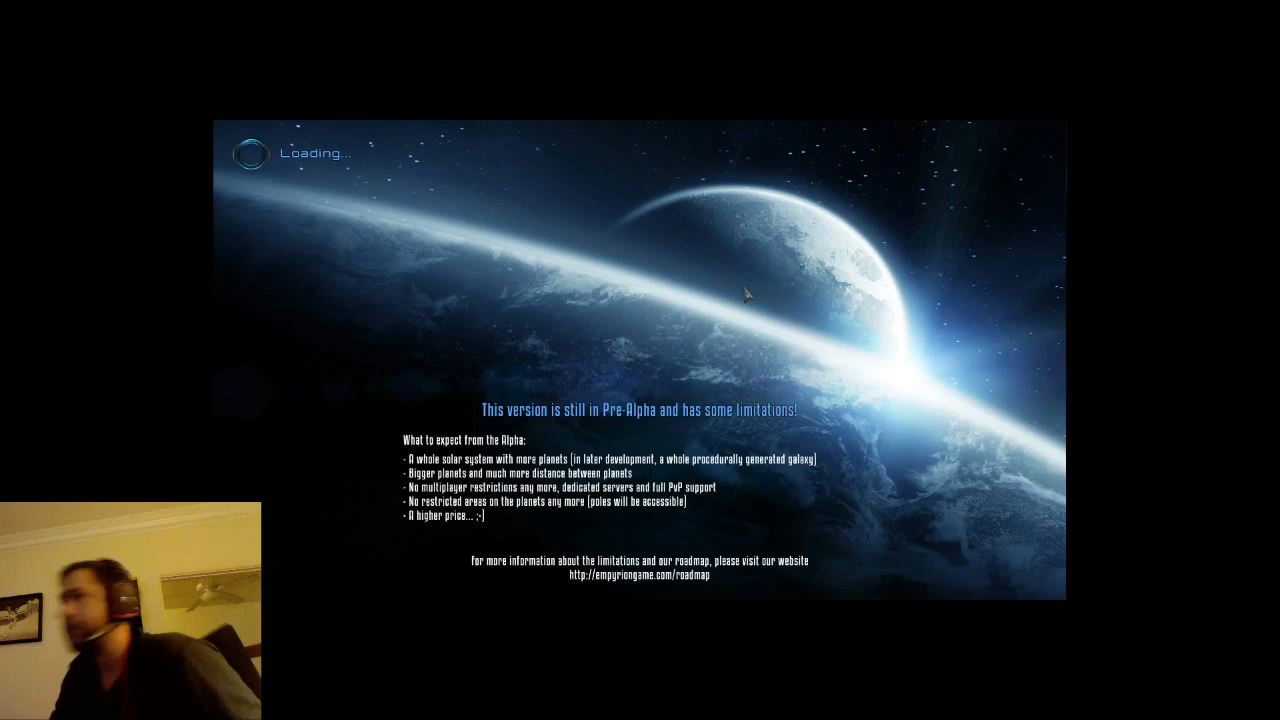 Loading...
This version is still in Pre-Alpha and has some limitations!
What to expect from the Alpha:
- A whole solar system with more planets (in later development, a whole procedurally generated galaxy)
- Bigger planets and much more distance between planets
- No multiplayer restrictions any more, dedicated servers and full PvP support
- No restricted areas on the planets any more (poles will be accessible)
- A higher price... ;-)
For more information about the limitations and our roadmap, please visit our website
http://empyriongame.com/roadmap